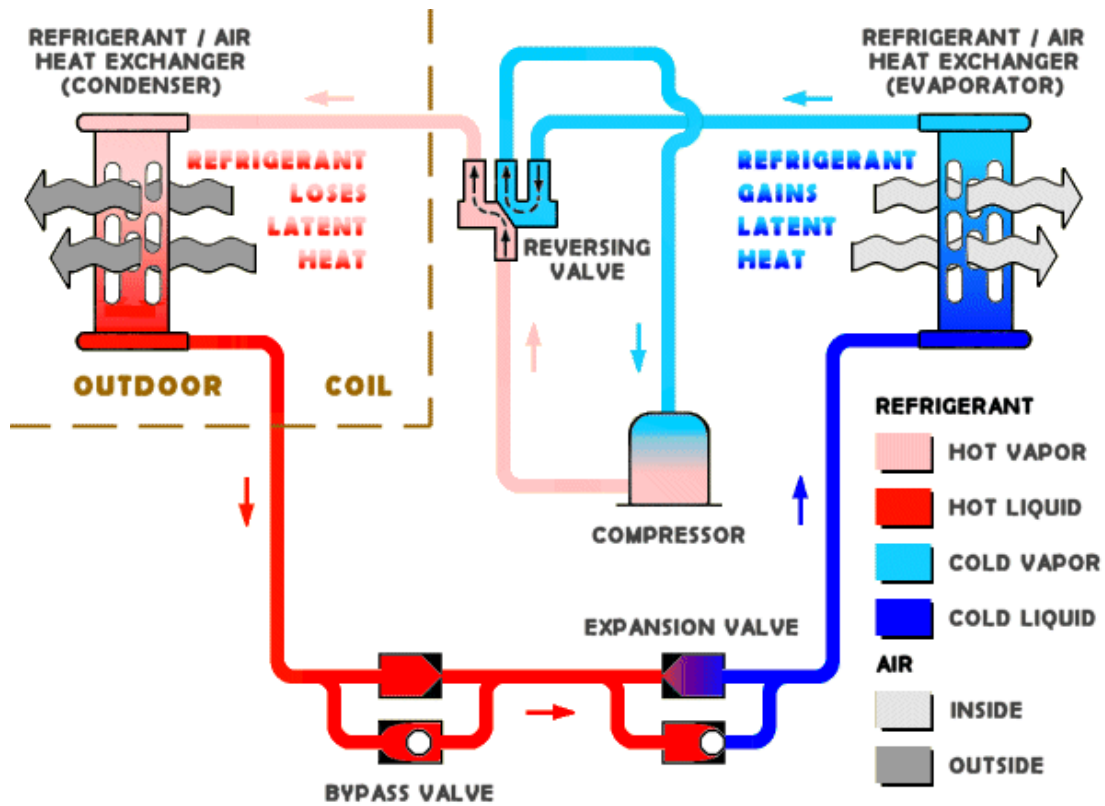 REFRIGERANT / AIR
HEAT EXCHANGER
(CONDENSER)
REFRIGERANT / AIR
HEAT EXCHANGER
(EVAPORATOR)
REFRIGERANT
LOSES
LATENT
HEAT
REVERSING
VALVE
REFRIGERANT
GAINS
LATENT
HEAT
OUTDOOR COIL
COMPRESSOR
EXPANSION VALVE
BYPASS VALVE
REFRIGERANT
HOT VAPOR
HOT LIQUID
COLD VAPOR
COLD LIQUID
AIR
INSIDE
OUTSIDE